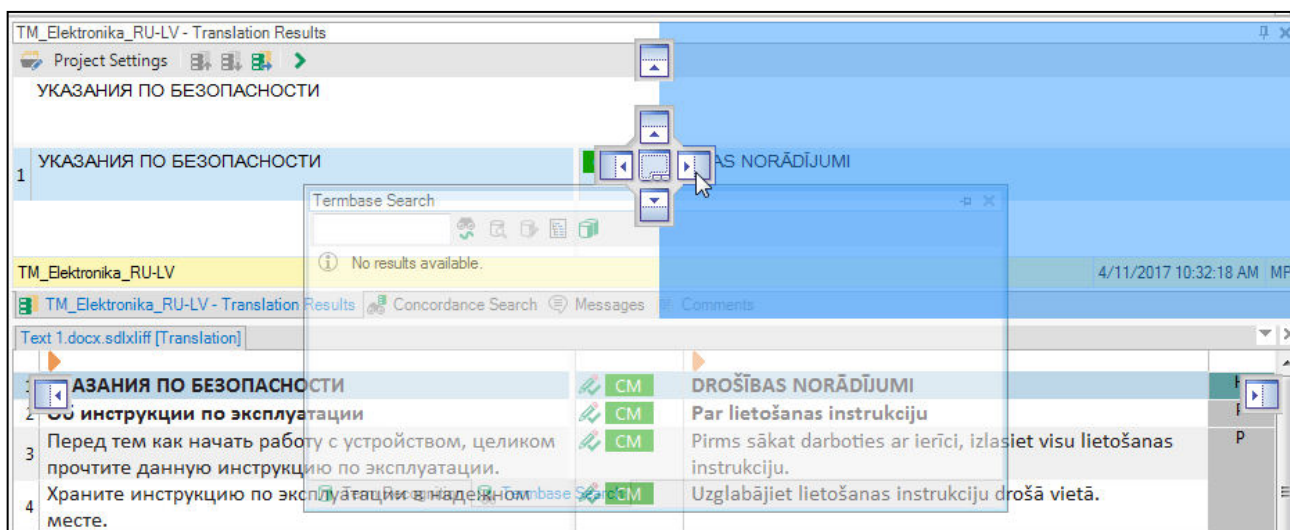 TM_Elektronika_RU-LV - Translation Results
Project Settings
УКАЗАНИЯ ПО БЕЗОПАСНОСТИ
1 УКАЗАНИЯ ПО БЕЗОПАСНОСТИ AS NORĀDĪJUMI
Termbase Search
No results available.
TM_Elektronika_RU-LV 4/11/2017 10:32:18 AM MP
TM_Elektronika_RU-LV - Translation Results Concordance Search Messages Comments
Text 1.docx.sdlxliff [Translation]
АЗАНИЯ ПО БЕЗОПАСНОСТИ CM DROŠĪBAS NORĀDĪJUMI
2 Об инструкции по эксплуатации CM Par lietošanas instrukciju
3 Перед тем как начать работу с устройством, целиком CM Pirms sākat darboties ar ierīci, izlasiet visu lietošanas P
прочтите данную инструкцию по эксплуатации. instrukciju.
4 Храните инструкцию по эксплуатации в надежном CM Uzglabājiet lietošanas instrukciju drošā vietā.
месте.
Term Recognition Termbase Search